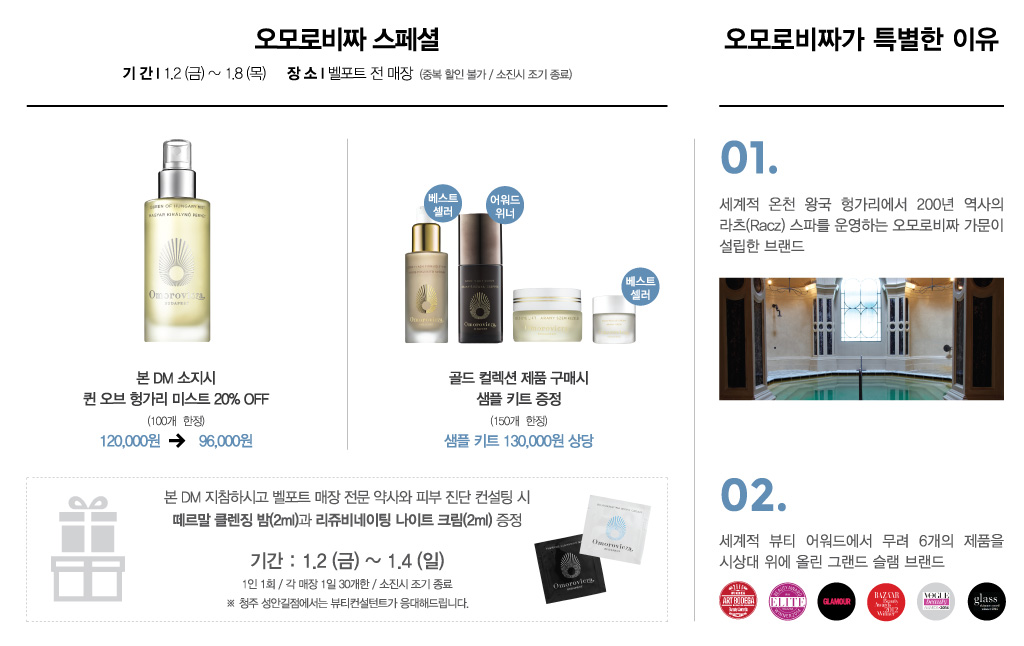 오모로비짜 스페셜
기 간 I 1.2 (금) ~ 1.8 (목) 장 소 I 벨포트 전 매장 (중복 할인 불가 / 소진시 조기 종료)
QUEEN OF HUNGARY MIST
Omorovicza
BUDAPEST
본 DM 소지시
퀸 오브 헝가리 미스트 20% OFF
(100개 한정)
120,000원 → 96,000원
베스트
셀러
어워드
위너
베스트
셀러
Omorovicza
Omorovicza
Omorovicza
골드 컬렉션 제품 구매시
샘플 키트 증정
(150개 한정)
샘플 키트 130,000원 상당
본 DM 지참하시고 벨포트 매장 전문 약사와 피부 진단 컨설팅 시
떼르말 클렌징 밤(2ml)과 리쥬비네이팅 나이트 크림(2ml) 증정
기간 : 1.2 (금) ~ 1.4 (일)
1인 1회 / 각 매장 1일 30개한 / 소진시 조기 종료
※ 청주 성안길점에서는 뷰티컨설턴트가 응대해드립니다.
Omorovicza
Omorovicza
오모로비짜가 특별한 이유
01.
세계적 온천 왕국 헝가리에서 200년 역사의
라츠(Racz) 스파를 운영하는 오모로비짜 가문이
설립한 브랜드
02.
세계적 뷰티 어워드에서 무려 6개의 제품을
시상대 위에 올린 그랜드 슬램 브랜드
ART BODEGA
ELITE
GLAMOUR
BAZAAR
Beauty
Awards
2012
Winner
VOGUE
beauty
glass